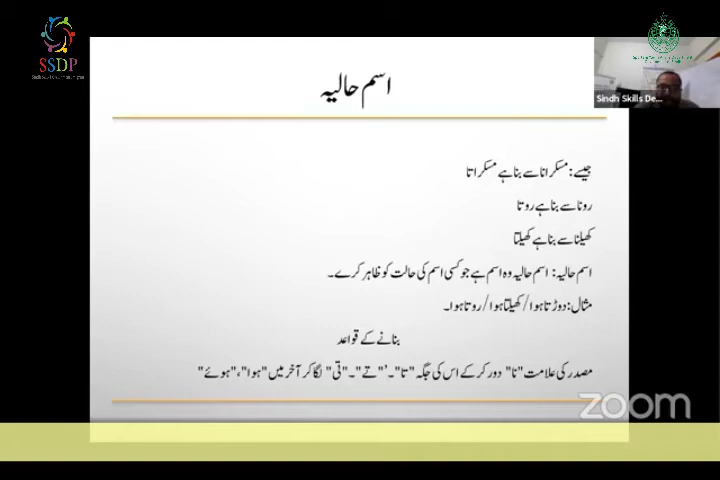 SSDP
Sindh Skills De...
اسم حالیہ
جیسے: مسکرانا سے بنا ہے مسکراتا
رونا سے بنا ہے روتا
کھیلنا سے بنا ہے کھیلتا
اسم حالیہ: اسم حالیہ وہ اسم ہے جو کسی اسم کی حالت کو ظاہر کرے۔
مثال: دوڑتا ہوا/ کھیلتا ہوا/ روتا ہوا۔
بنانے کے قواعد
مصدر کی علامت "نا" دور کر کے اس کی جگہ "تا"۔' "تے"۔ "تی" لگا کر آخر میں "ہوا"، "ہوئے"
zoom